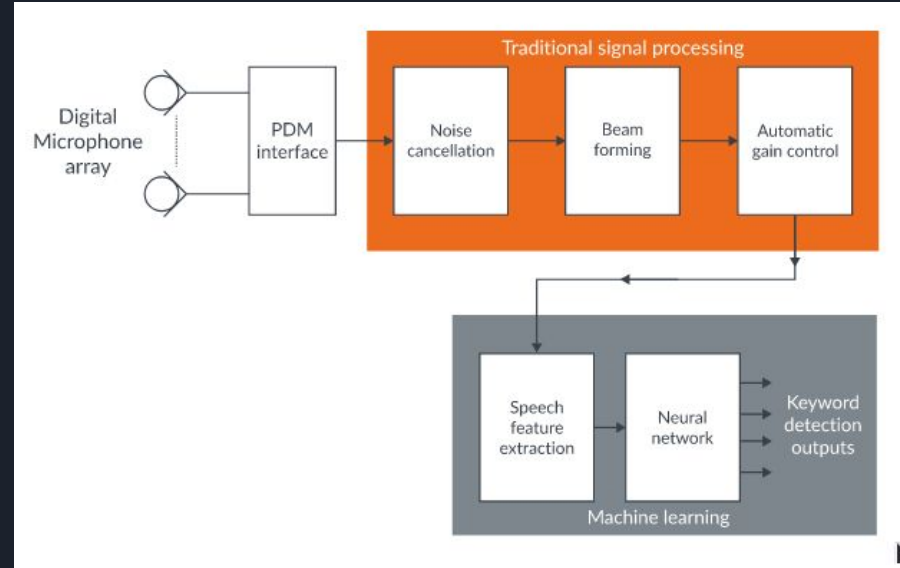 Traditional signal processing
Digital
Microphone
array
PDM
interface
Noise
cancellation
Beam
forming
Automatic
gain control
Speech
feature
extraction
Neural
network
Keyword
detection
outputs
Machine learning